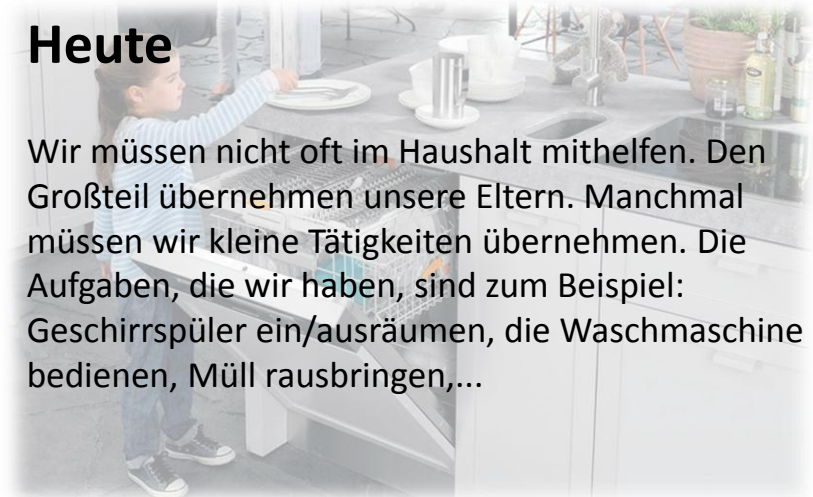 Heute
Wir müssen nicht oft im Haushalt mithelfen. Den
Großteil übernehmen unsere Eltern. Manchmal
müssen wir kleine Tätigkeiten übernehmen. Die
Aufgaben, die wir haben, sind zum Beispiel:
Geschirrspüler ein/ausräumen, die Waschmaschine
bedienen, Müll rausbringen,...